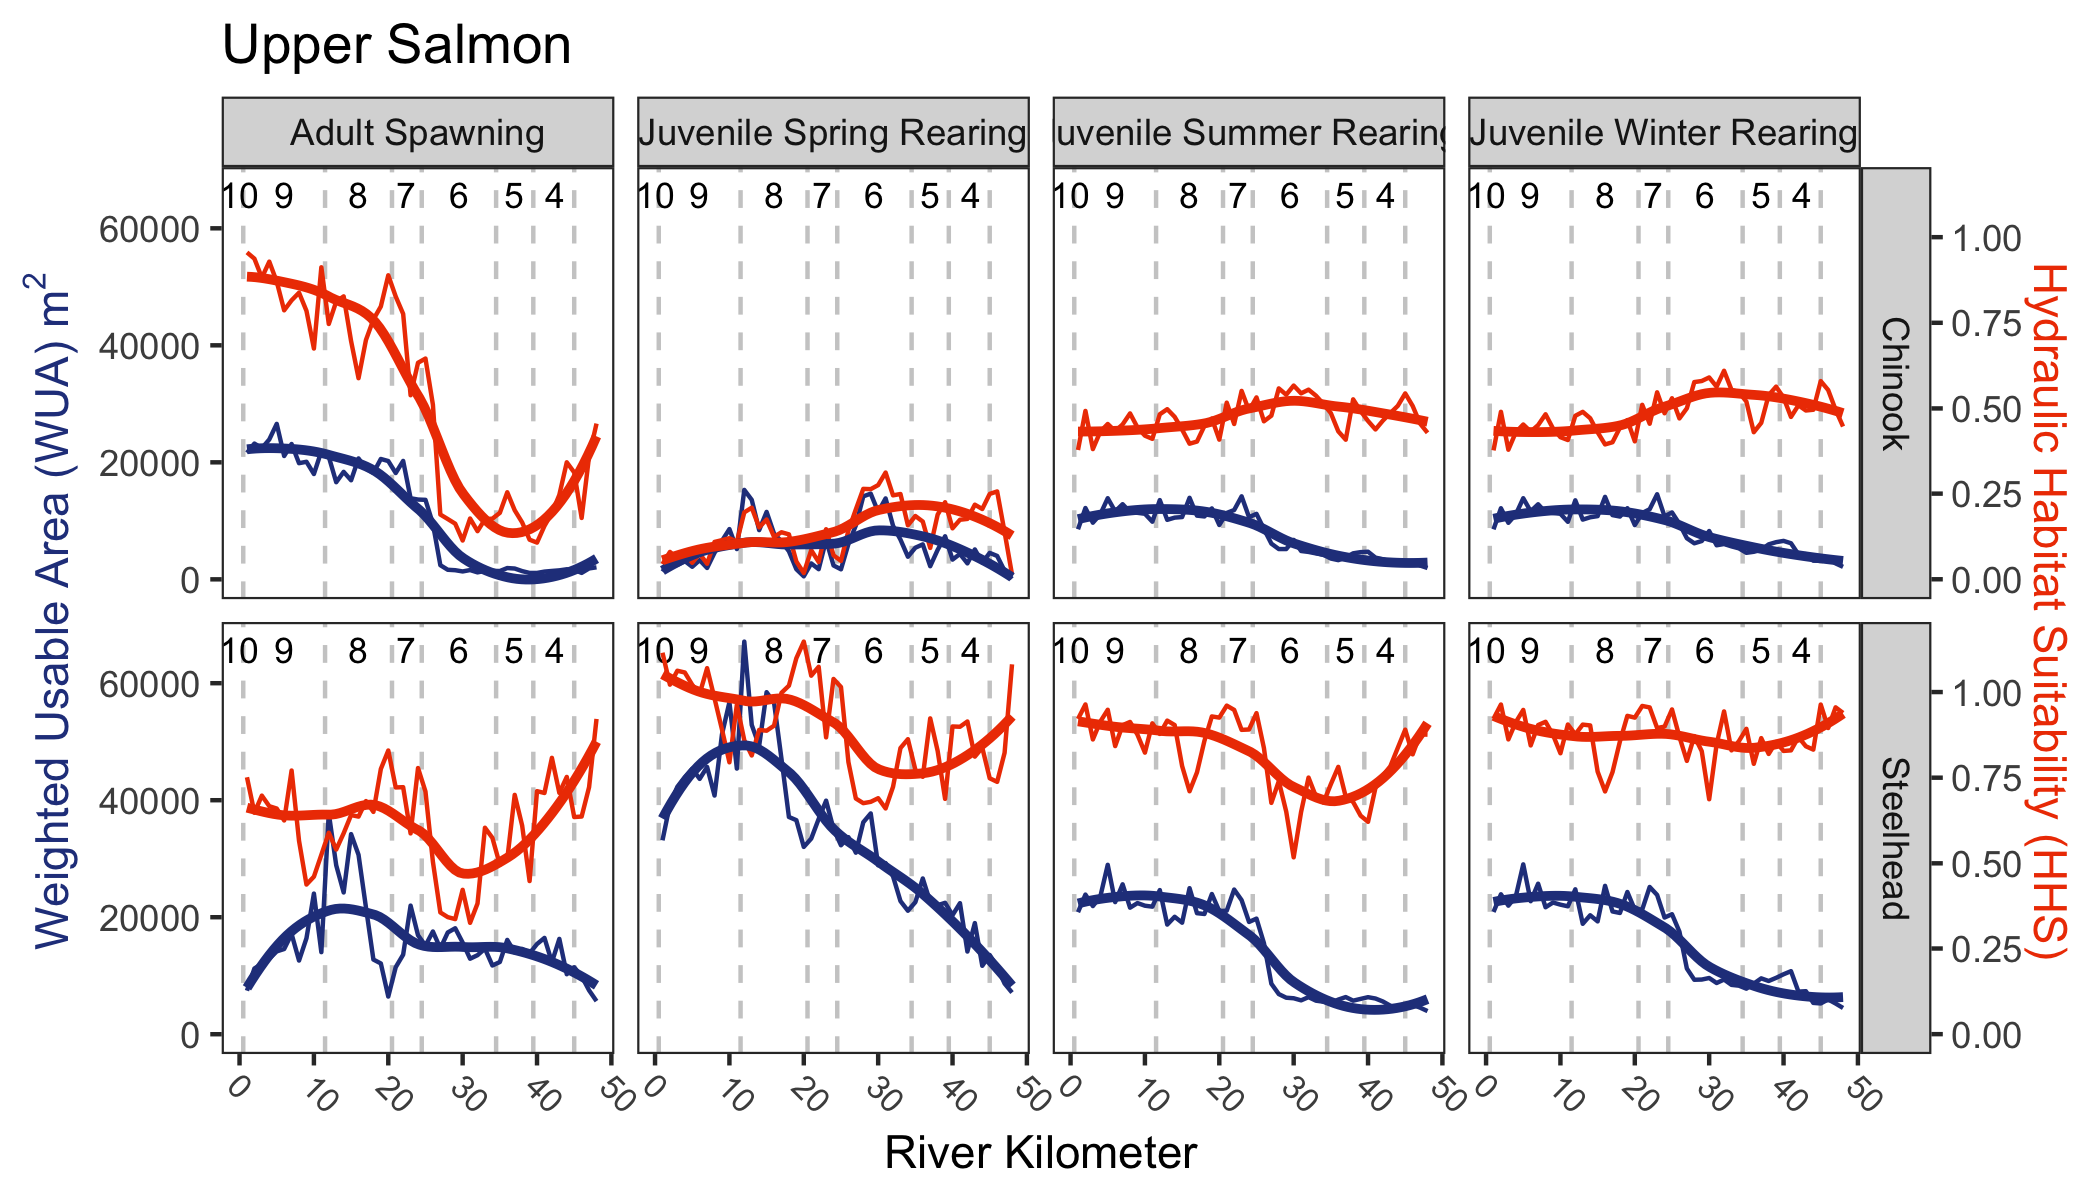 Upper Salmon
Adult Spawning
Juvenile Spring Rearing
uvenile Summer Rearing
Juvenile Winter Rearing
10 9 8 7 6 5 4
10 9 8 7 6 5 4
10 9 8 7 6 5 4
10 9 8 7 6 5 4
60000
40000
20000
0
1.00
0.75
0.50
0.25
0.00
Chinook
Weighted Usable Area (WUA) m²
Hydraulic Habitat Suitability (HHS)
10 9 8 7 6 5 4
10 9 8 7 6 5 4
10 9 8 7 6 5 4
10 9 8 7 6 5 4
60000
40000
20000
0
1.00
0.75
0.50
0.25
0.00
Steelhead
0 10 20 30 40 50
0 10 20 30 40 50
0 10 20 30 40 50
0 10 20 30 40 50
River Kilometer